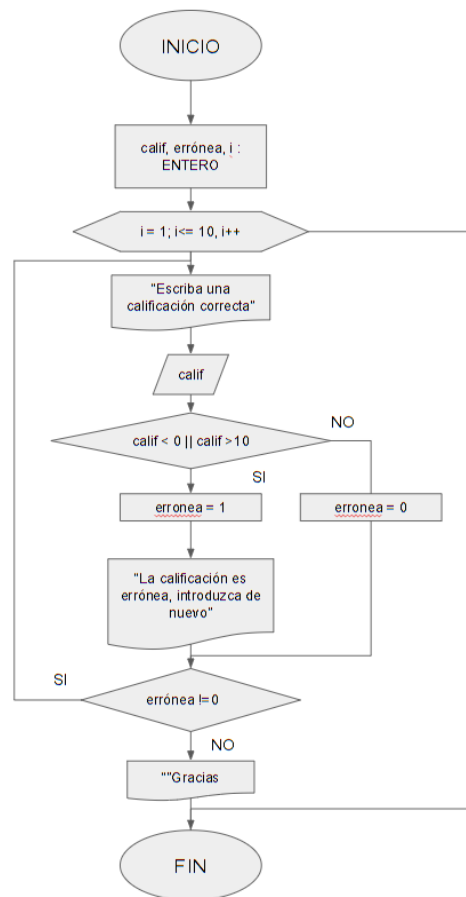 INICIO
calif, errónea, i :
ENTERO
i = 1; i<= 10, i++
"Escriba una
calificación correcta"
calif
calif < 0 || calif >10
NO
SI
erronea = 1
erronea = 0
"La calificación es
errónea, introduzca de
nuevo"
SI
errónea !=0
NO
""Gracias
FIN